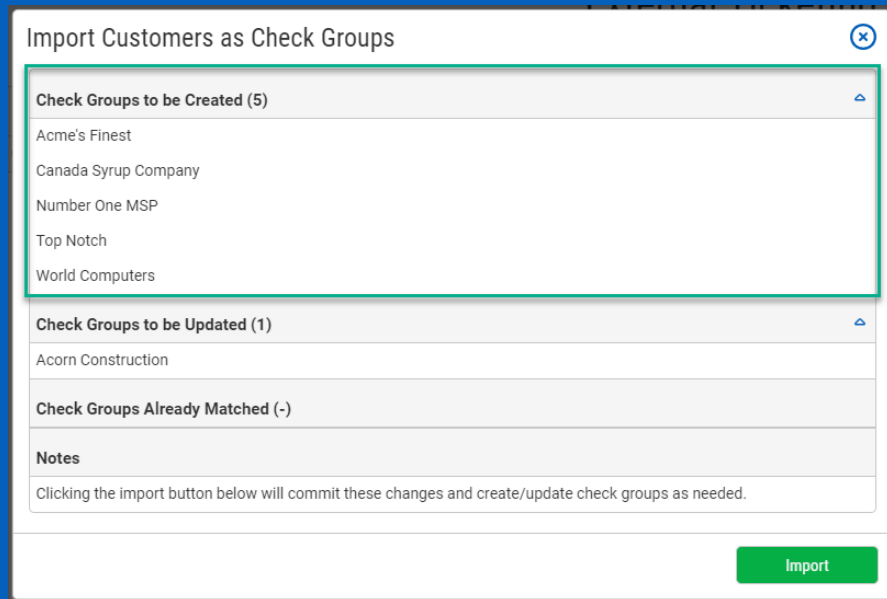 Import Customers as Check Groups
Check Groups to be Created (5)
Acme's Finest
Canada Syrup Company
Number One MSP
Top Notch
World Computers
Check Groups to be Updated (1)
Acorn Construction
Check Groups Already Matched (-)
Notes
Clicking the import button below will commit these changes and create/update check groups as needed.
Import